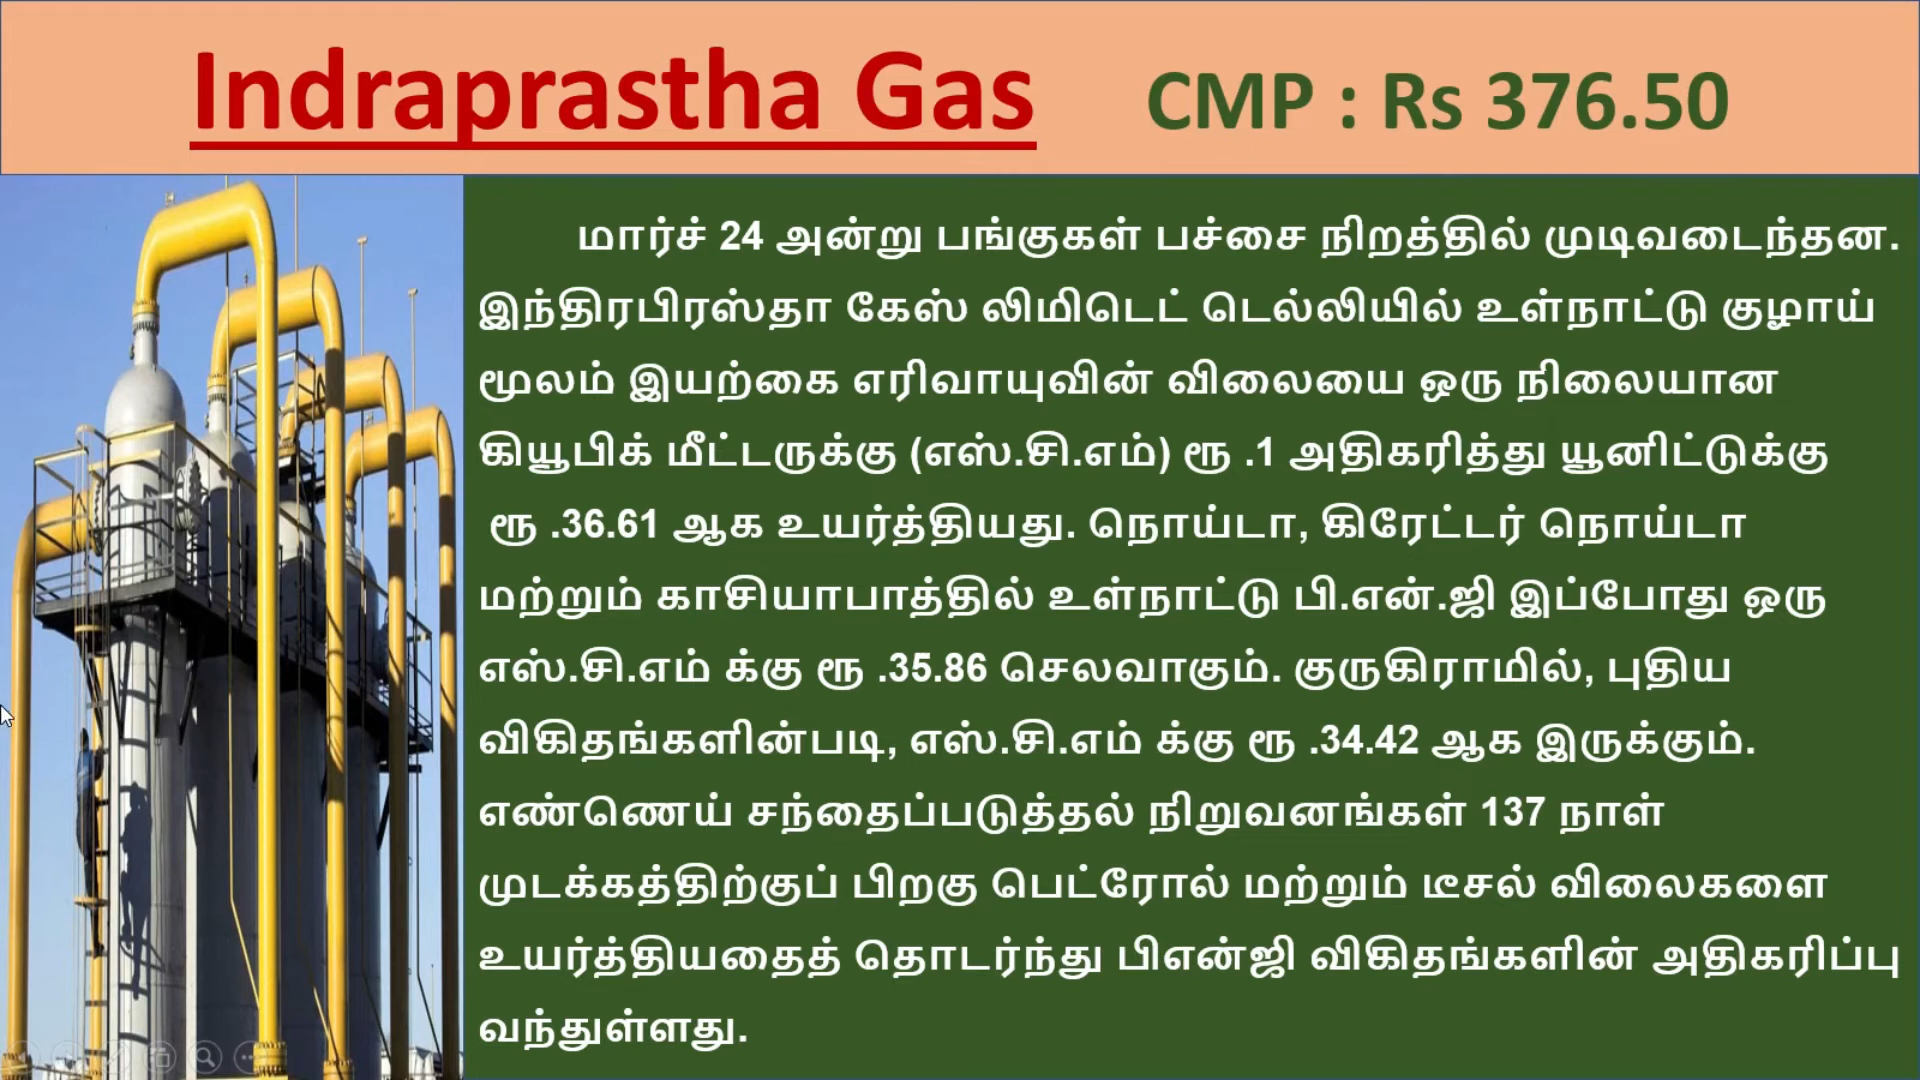 Indraprastha Gas CMP : Rs 376.50
மார்ச் 24 அன்று பங்குகள் பச்சை நிறத்தில் முடிவடைந்தன.
இந்திரபிரஸ்தா கேஸ் லிமிடெட் டெல்லியில் உள்நாட்டு குழாய்
மூலம் இயற்கை எரிவாயுவின் விலையை ஒரு நிலையான
கியூபிக் மீட்டருக்கு (எஸ்.சி.எம்) ரூ .1 அதிகரித்து யூனிட்டுக்கு
ரூ .36.61 ஆக உயர்த்தியது. நொய்டா, கிரேட்டர் நொய்டா
மற்றும் காசியாபாத்தில் உள்நாட்டு பி.என்.ஜி இப்போது ஒரு
எஸ்.சி.எம் க்கு ரூ .35.86 செலவாகும். குருகிராமில், புதிய
விகிதங்களின்படி, எஸ்.சி.எம் க்கு ரூ .34.42 ஆக இருக்கும்.
எண்ணெய் சந்தைப்படுத்தல் நிறுவனங்கள் 137 நாள்
முடக்கத்திற்குப் பிறகு பெட்ரோல் மற்றும் டீசல் விலைகளை
உயர்த்தியதைத் தொடர்ந்து பிஎன்ஜி விகிதங்களின் அதிகரிப்பு
வந்துள்ளது.